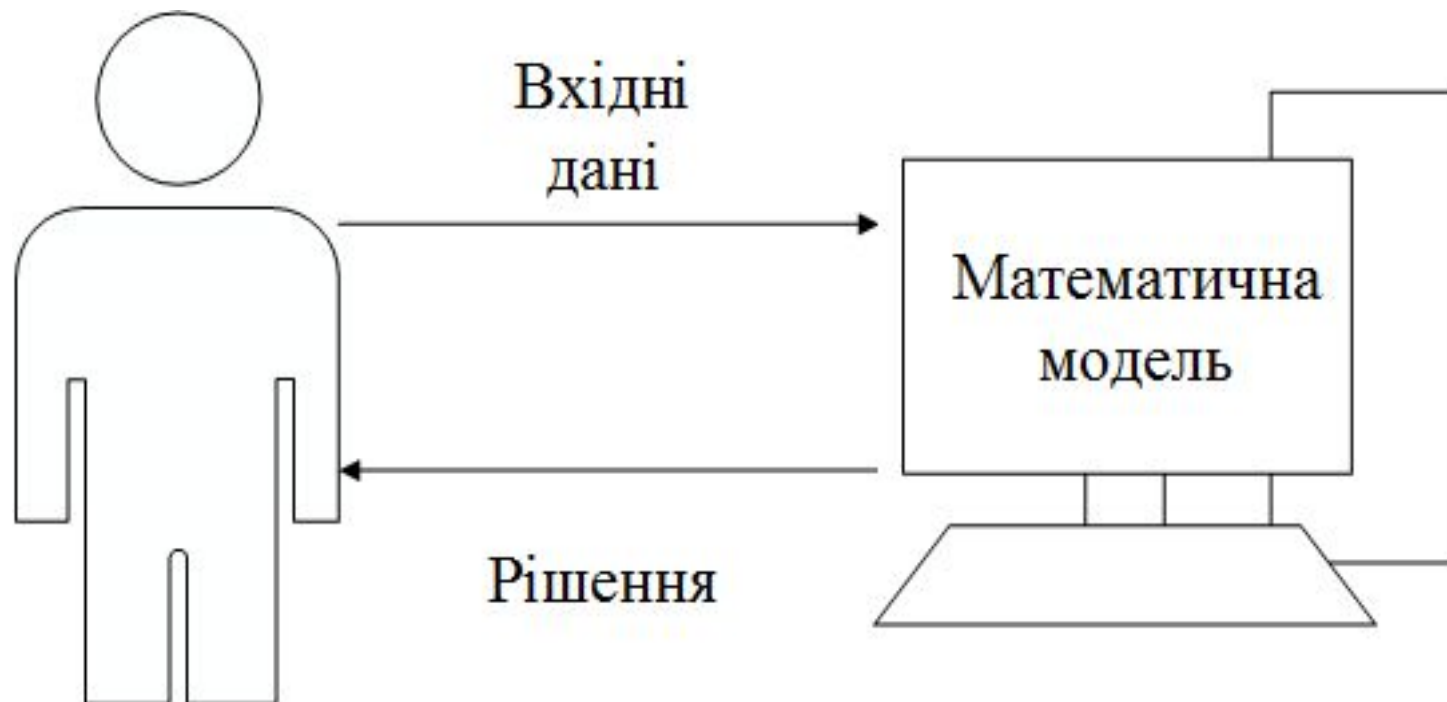 Вхідні
дані
Математична
модель
Рішення